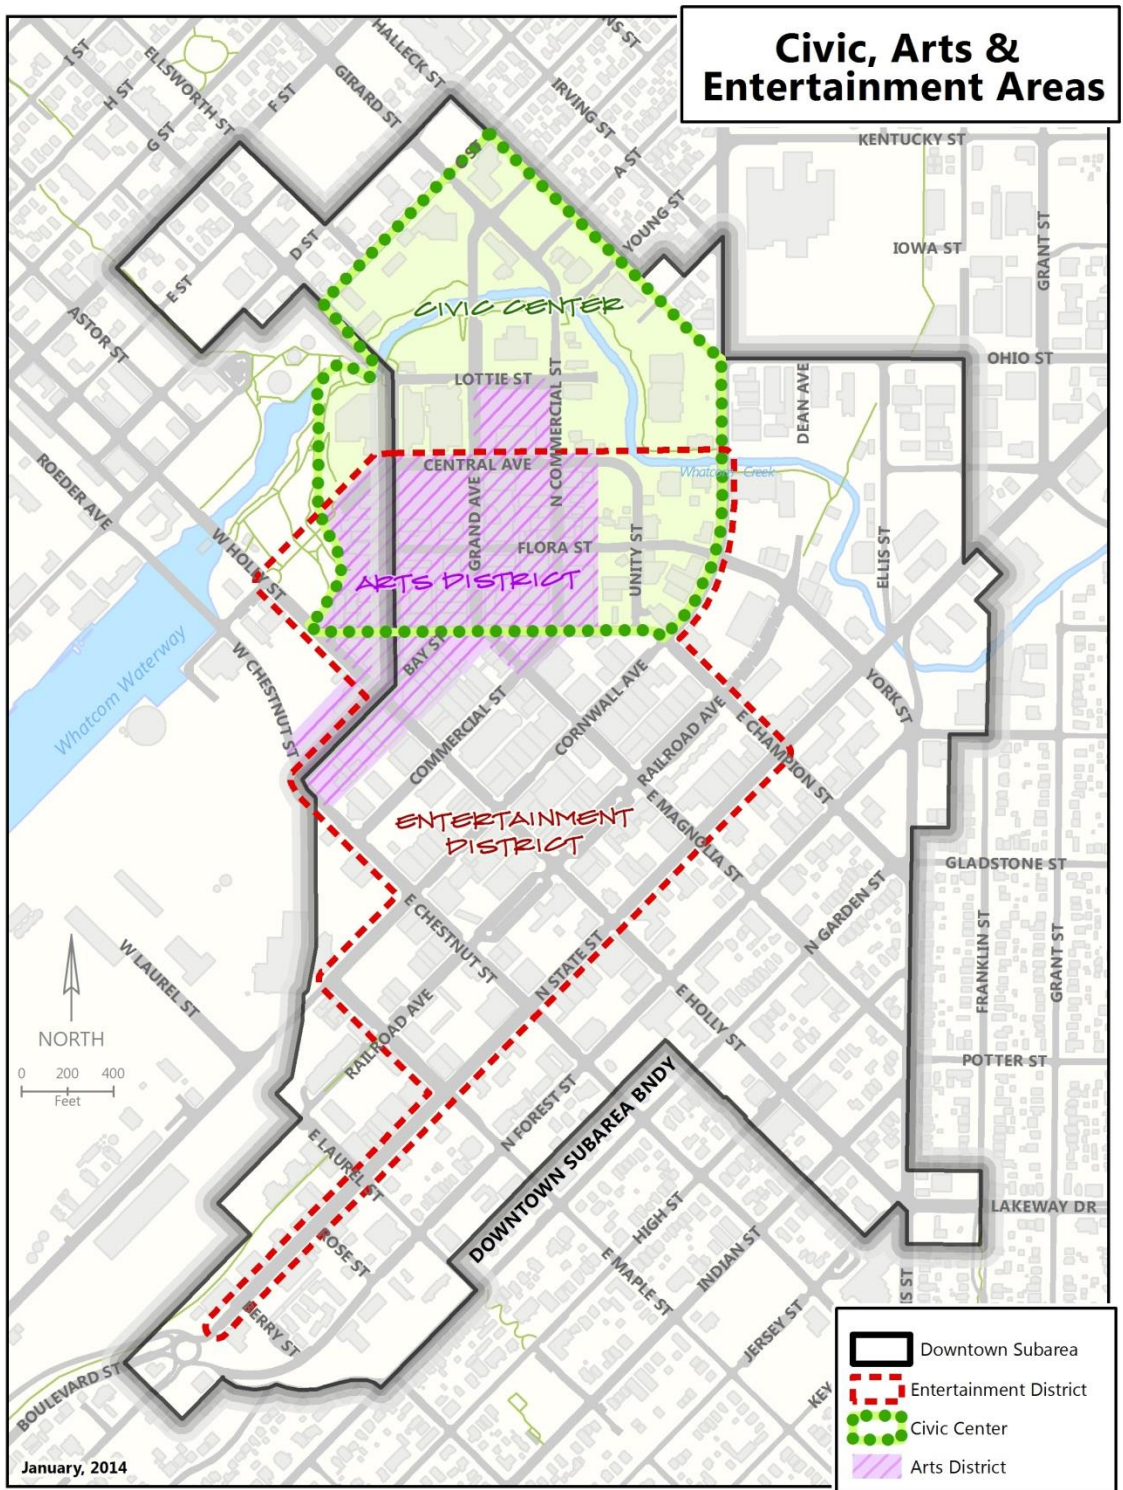 Civic, Arts &
Entertainment Areas
I ST
H ST
ELLSWORTH ST
G ST
F ST
HALLECK ST
GIRARD ST
NS ST
IRVING ST
A ST
YOUNG ST
KENTUCKY ST
IOWA ST
GRANT ST
D ST
E ST
ASTOR ST
CIVIC CENTER
OHIO ST
LOTTIE ST
N COMMERCIAL ST
DEAN AVE
ROEDER AVE
CENTRAL AVE
Whatcom Creek
GRAND AVE
W HOLLY ST
FLORA ST
UNITY ST
ELLIS ST
ARTS DISTRICT
BAY ST
W CHESTNUT ST
Whatcom Waterway
COMMERCIAL ST
CORNWALL AVE
RAILROAD AVE
E CHAMPION ST
YORK ST
ENTERTAINMENT
DISTRICT
E MAGNOLIA ST
GLADSTONE ST
N GARDEN ST
FRANKLIN ST
GRANT ST
E CHESTNUT ST
N STATE ST
W LAUREL ST
NORTH
0 200 400
Feet
RAILROAD AVE
E HOLLY ST
POTTER ST
N FOREST ST
DOWNTOWN SUBAREA BNDY
E LAUREL ST
ROSE ST
HIGH ST
E MAPLE ST
INDIAN ST
LAKEWAY DR
IS ST
BERRY ST
JERSEY ST
KEY
BOULEVARD ST
January, 2014
Downtown Subarea
Entertainment District
Civic Center
Arts District